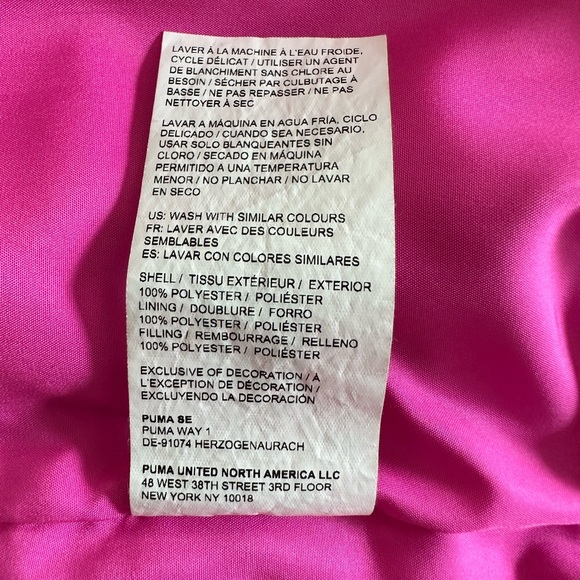 LAVER À LA MACHINE À L'EAU FROIDE,
CYCLE DÉLICAT / UTILISER UN AGENT
DE BLANCHIMENT SANS CHLORE AU
BESOIN / SÉCHER PAR CULBUTAGE À
BASSE / NE PAS REPASSER / NE PAS
NETTOYER À SEC
LAVAR A MÁQUINA EN AGUA FRÍA, CICLO
DELICADO / CUANDO SEA NECESARIO,
USAR SOLO BLANQUEANTES SIN
CLORO / SECADO EN MÁQUINA
PERMITIDO A UNA TEMPERATURA
MENOR / NO PLANCHAR / NO LAVAR
EN SECO
US: WASH WITH SIMILAR COLOURS
FR: LAVER AVEC DES COULEURS
SEMBLABLES
ES: LAVAR CON COLORES SIMILARES
SHELL / TISSU EXTÉRIEUR / EXTERIOR
100% POLYESTER / POLIÉSTER
LINING / DOUBLURE / FORRO
100% POLYESTER / POLIÉSTER
FILLING / REMBOURRAGE / RELLENO
100% POLYESTER / POLIÉSTER
EXCLUSIVE OF DECORATION / À
L'EXCEPTION DE DÉCORATION /
EXCLUYENDO LA DECORACIÓN
PUMA SE
PUMA WAY 1
DE-91074 HERZOGENAURACH
PUMA UNITED NORTH AMERICA LLC
48 WEST 38TH STREET 3RD FLOOR
NEW YORK NY 10018